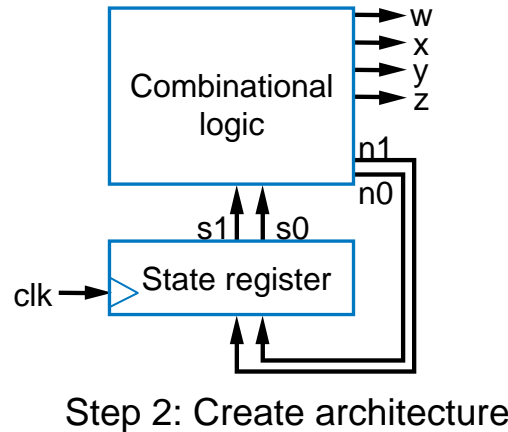 w
x
y
z
Combinational
logic
n1
n0
s1 s0
State register
clk
Step 2: Create architecture